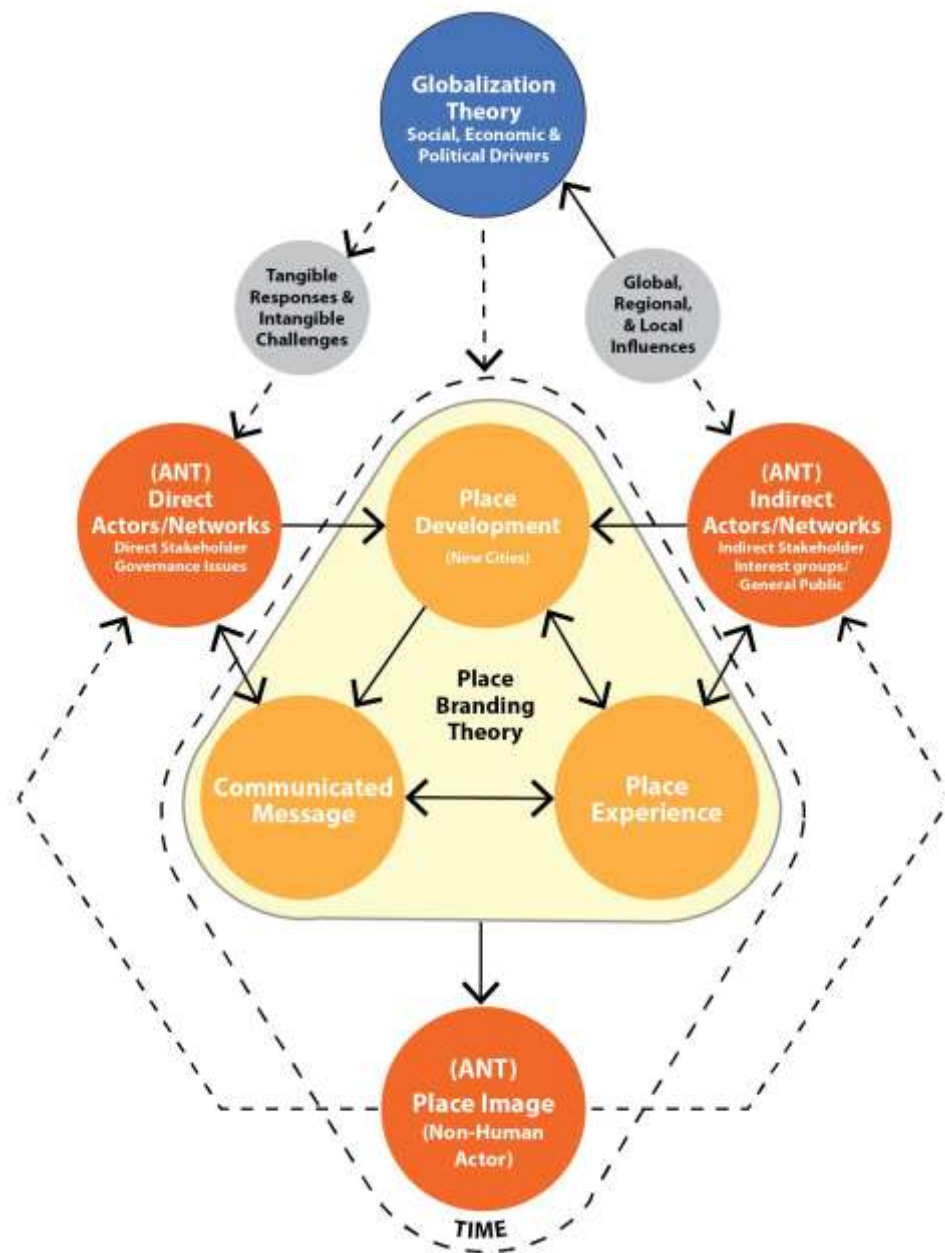 Globalization
Theory
Social, Economic &
Political Drivers
Tangible
Responses &
Intangible
Challenges
Global,
Regional,
& Local
Influences
(ANT)
Direct
Actors/Networks
Direct Stakeholder
Governance Issues
Place
Development
(New Cities)
(ANT)
Indirect
Actors/Networks
Indirect Stakeholder
Interest groups/
General Public
Place
Branding
Theory
Communicated
Message
Place
Experience
(ANT)
Place Image
(Non-Human
Actor)
TIME